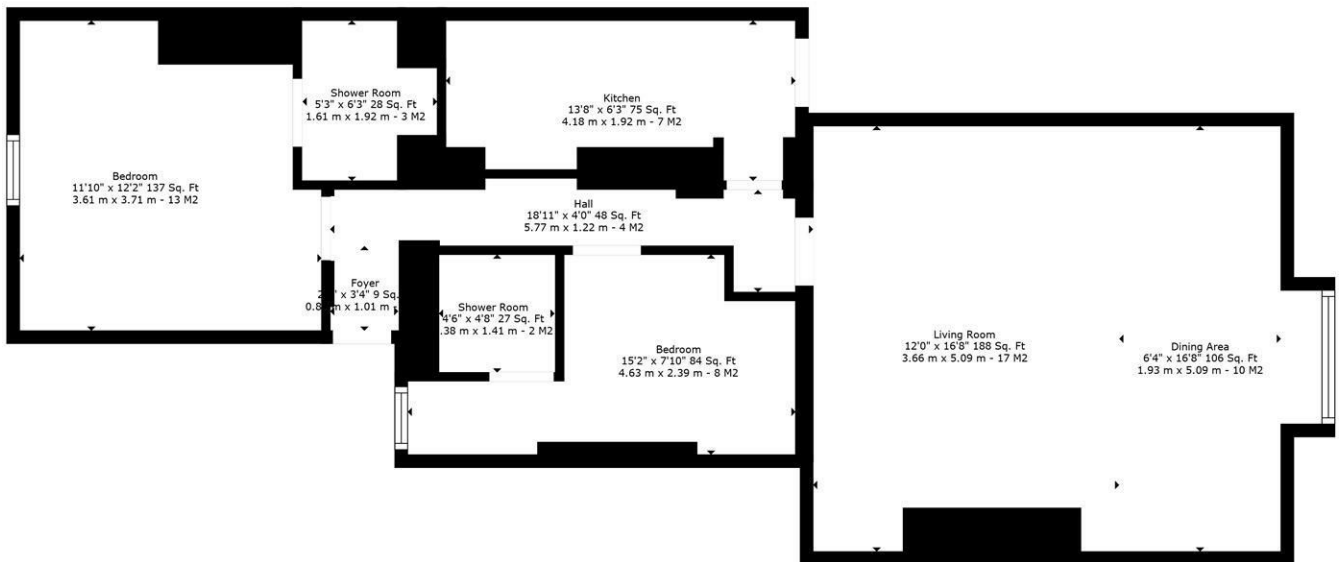 Shower Room
5'3" x 6'3" 28 Sq. Ft
1.61 m x 1.92 m - 3 M2
Kitchen
13'8" x 6'3" 75 Sq. Ft
4.18 m x 1.92 m - 7 M2
Bedroom
11'10" x 12'2" 137 Sq. Ft
3.61 m x 3.71 m - 13 M2
Hall
18'11" x 4'0" 48 Sq. Ft
5.77 m x 1.22 m - 4 M2
Foyer
x 3'4" 9 Sq.
m x 1.01 m -
Shower Room
4'6" x 4'8" 27 Sq. Ft
.38 m x 1.41 m - 2 M2
Bedroom
15'2" x 7'10" 84 Sq. Ft
4.63 m x 2.39 m - 8 M2
Living Room
12'0" x 16'8" 188 Sq. Ft
3.66 m x 5.09 m - 17 M2
Dining Area
6'4" x 16'8" 106 Sq. Ft
1.93 m x 5.09 m - 10 M2